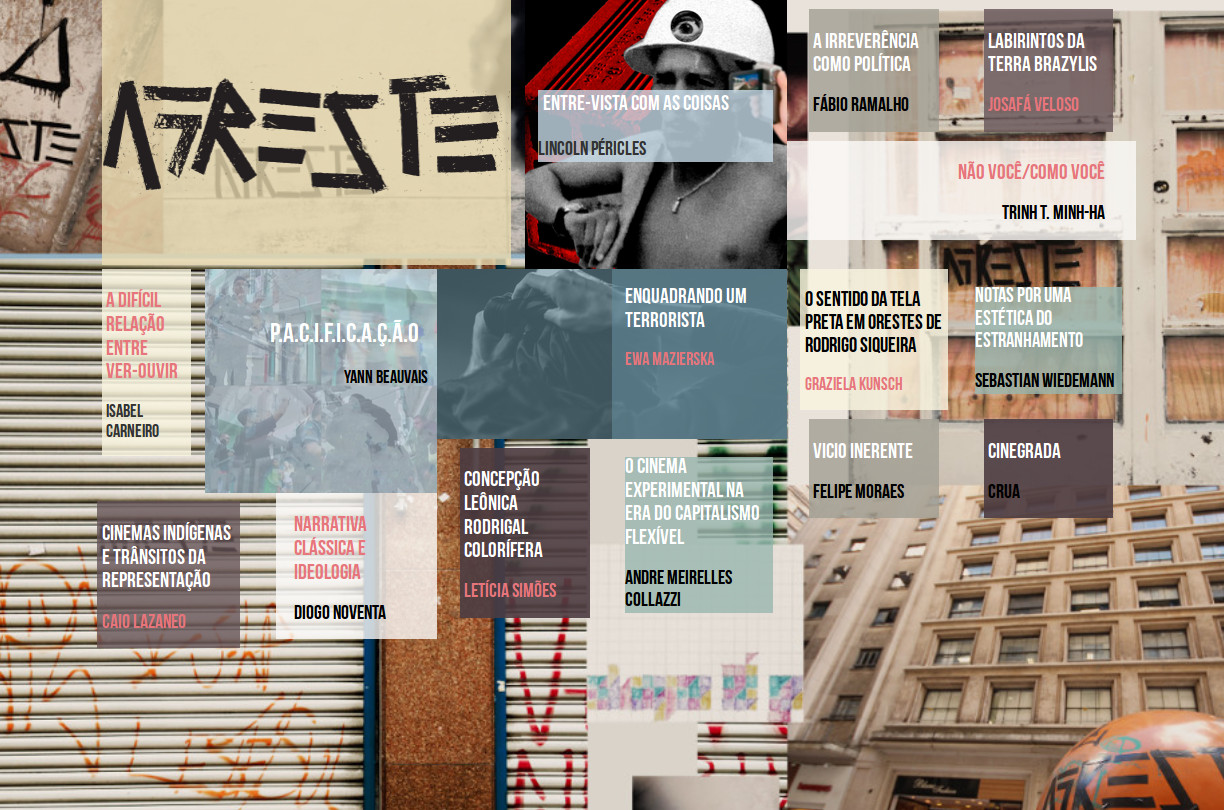 AGRESTE
ENTRE-VISTA COM AS COISAS
LINCOLN PÉRICLES
A IRREVERÊNCIA
COMO POLÍTICA
FÁBIO RAMALHO
LABIRINTOS DA
TERRA BRAZYLIS
JOSAFÁ VELOSO
NÃO VOCÊ/COMO VOCÊ
TRINH T. MINH-HA
AGRESTE
A DIFÍCIL
RELAÇÃO
ENTRE
VER-OUVIR
ISABEL
CARNEIRO
P.A.C.I.F.I.C.A.Ç.Ã.O
YANN BEAUVAIS
ENQUADRANDO UM
TERRORISTA
EWA MAZIERSKA
O SENTIDO DA TELA
PRETA EM ORESTES DE
RODRIGO SIQUEIRA
GRAZIELA KUNSCH
NOTAS POR UMA
ESTÉTICA DO
ESTRANHAMENTO
SEBASTIAN WIEDEMANN
VICIO INERENTE
FELIPE MORAES
CINEGRADA
CRUA
CONCEPÇÃO
LEÔNICA
RODRIGAL
COLORÍFERA
LETÍCIA SIMÕES
O CINEMA
EXPERIMENTAL NA
ERA DO CAPITALISMO
FLEXÍVEL
ANDRE MEIRELLES
COLLAZZI
CINEMAS INDÍGENAS
E TRÂNSITOS DA
REPRESENTAÇÃO
CAIO LAZANEO
NARRATIVA
CLÁSSICA E
IDEOLOGIA
DIOGO NOVENTA